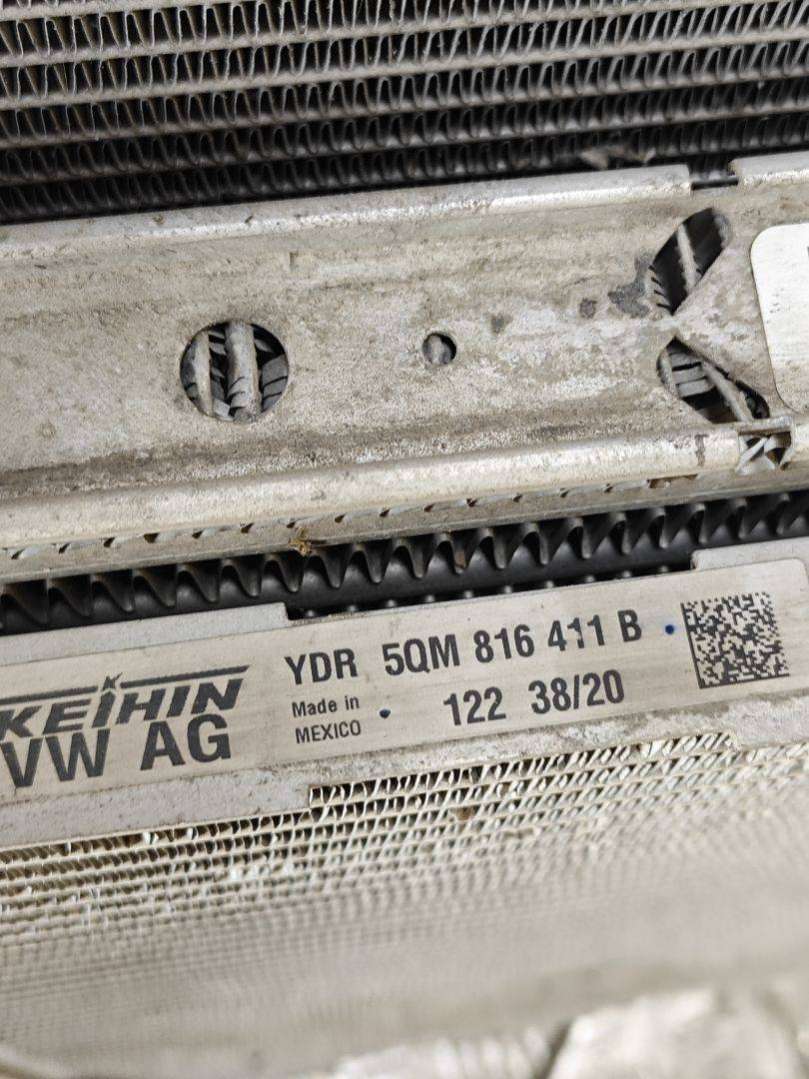 KEIHIN YDR 5QM 816 411 B
VW AG Made in 122 38/20
MEXICO